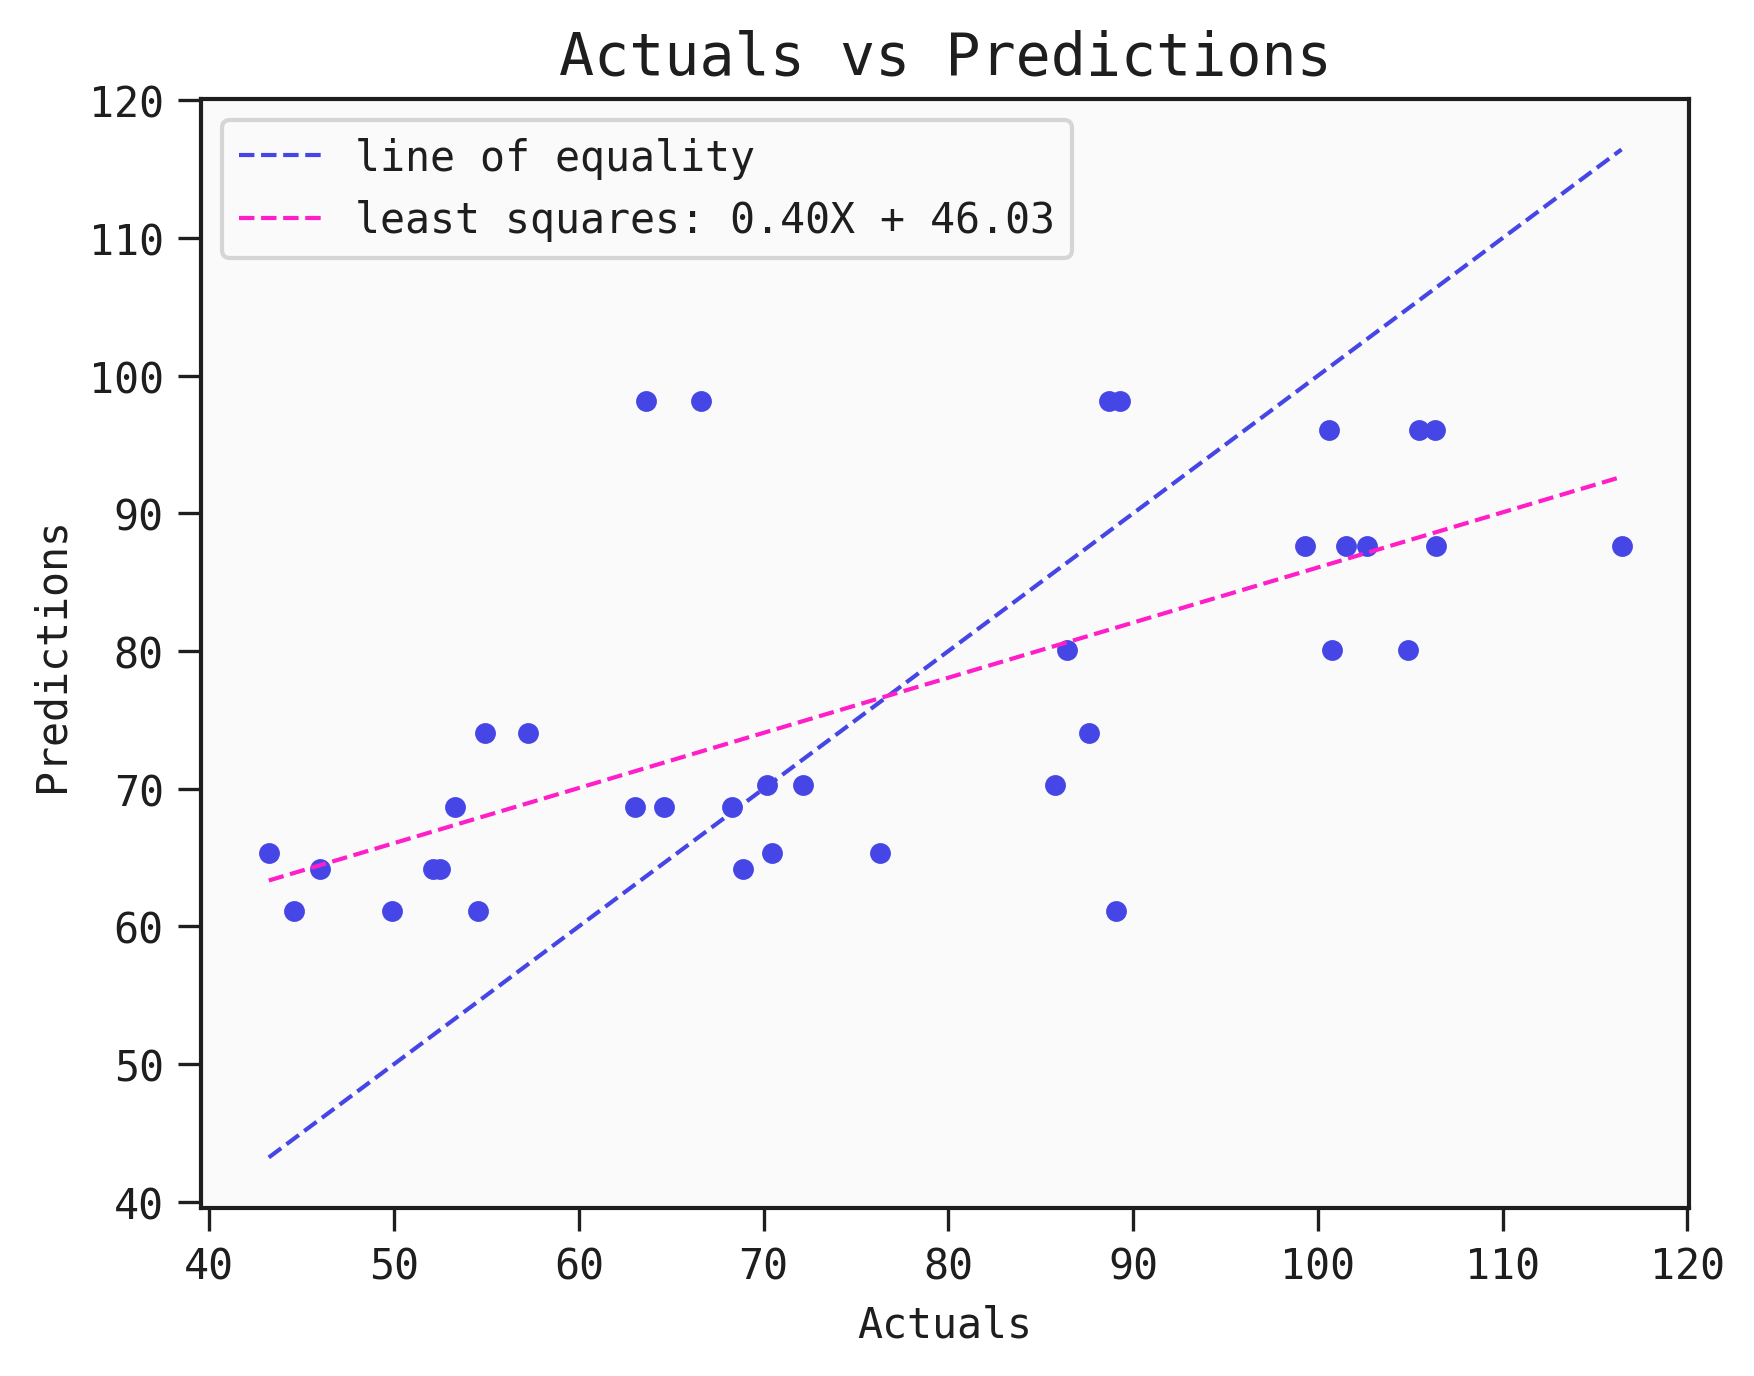 Actuals vs Predictions
line of equality
least squares: 0.40X + 46.03
120
110
100
90
80
70
60
50
40
Predictions
40 50 60 70 80 90 100 110 120
Actuals